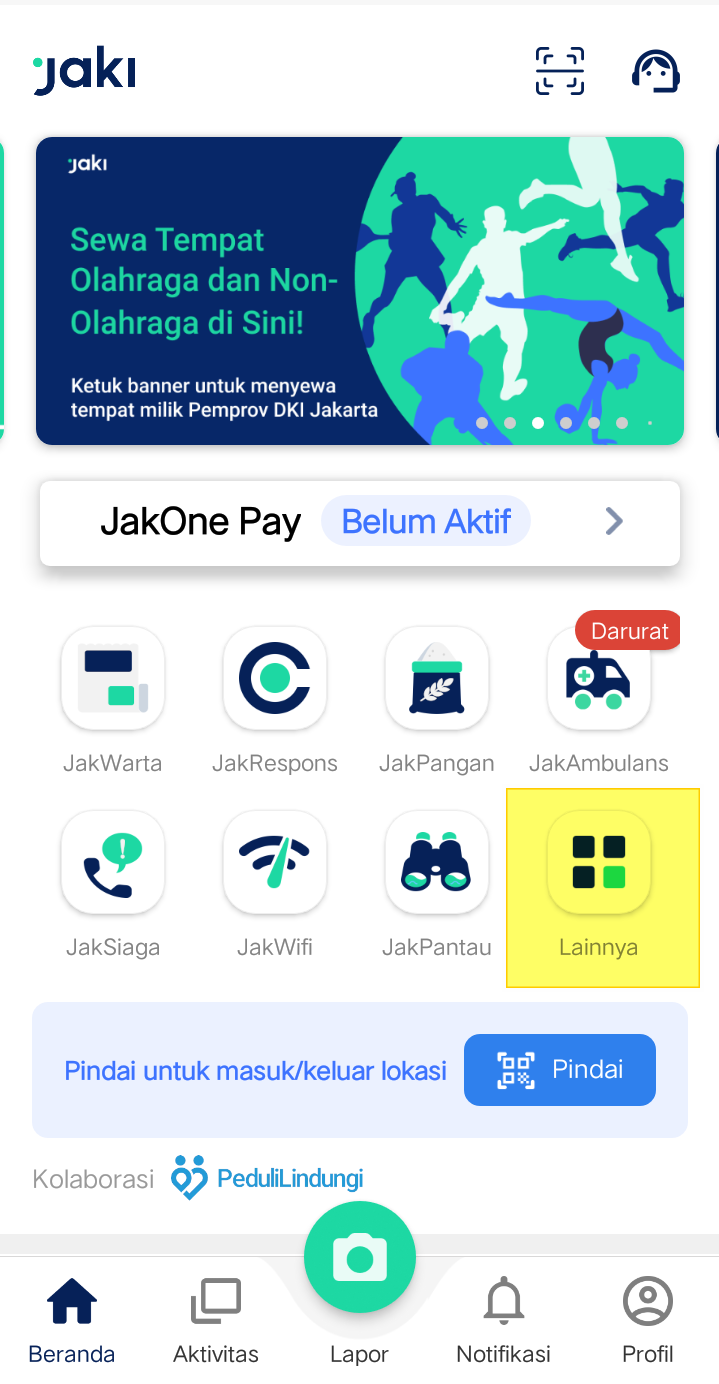 jaki
jaki
Sewa Tempat
Olahraga dan Non-
Olahraga di Sini!
Ketuk banner untuk menyewa
tempat milik Pemprov DKI Jakarta
JakOne Pay Belum Aktif
Darurat
JakWarta JakRespons JakPangan JakAmbulans
JakSiaga JakWifi JakPantau Lainnya
Pindai untuk masuk/keluar lokasi Pindai
Kolaborasi PeduliLindungi
Beranda Aktivitas Lapor Notifikasi Profil